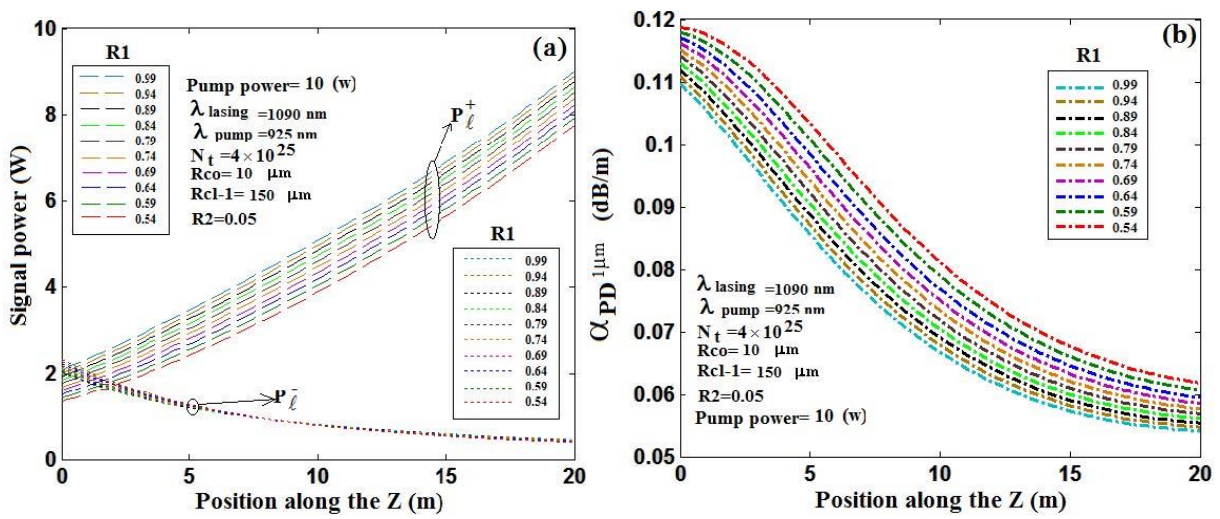 (a)
R1
0.99
0.94
0.89
0.84
0.79
0.74
0.69
0.64
0.59
0.54
Pump power= 10 (w)
λ lasing =1090 nm
λ pump =925 nm
N t =4×10 25
Rco= 10 μm
Rcl-1= 150 μm
R2=0.05
P ℓ +
P ℓ -
R1
0.99
0.94
0.89
0.84
0.79
0.74
0.69
0.64
0.59
0.54
10
8
6
4
2
0
Signal power (W)
0 5 10 15 20
Position along the Z (m)
(b)
R1
0.99
0.94
0.89
0.84
0.79
0.74
0.69
0.64
0.59
0.54
λ lasing =1090 nm
λ pump =925 nm
N t =4×10 25
Rco= 10 μm
Rcl-1= 150 μm
R2=0.05
Pump power= 10 (w)
0.12
0.11
0.1
0.09
0.08
0.07
0.06
0.05
α PD 1μm (dB/m)
0 5 10 15 20
Position along the Z (m)